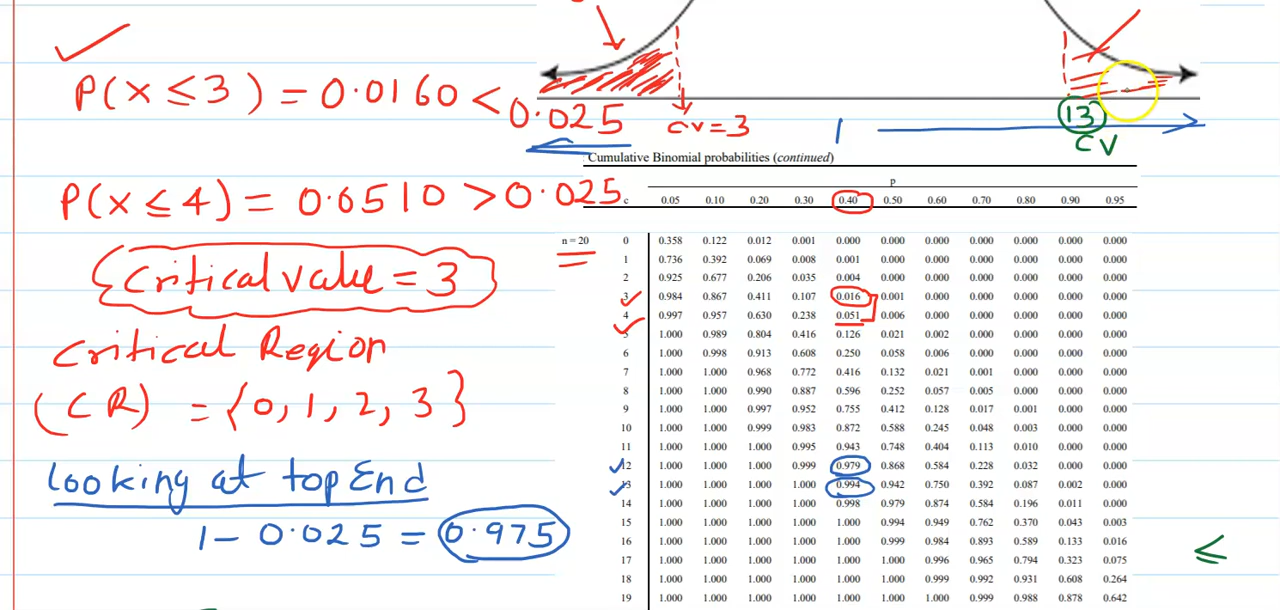 P(X ≤ 3) = 0.0160 < 0.025
CV = 3
13
CV
1
Cumulative Binomial probabilities (continued)
P(X ≤ 4) = 0.0510 > 0.025
p
c 0.05 0.10 0.20 0.30 0.40 0.50 0.60 0.70 0.80 0.90 0.95
n = 20 0 0.358 0.122 0.012 0.001 0.000 0.000 0.000 0.000 0.000 0.000 0.000
1 0.736 0.392 0.069 0.008 0.001 0.000 0.000 0.000 0.000 0.000 0.000
2 0.925 0.677 0.206 0.035 0.004 0.000 0.000 0.000 0.000 0.000 0.000
3 0.984 0.867 0.411 0.107 0.016 0.001 0.000 0.000 0.000 0.000 0.000
4 0.997 0.957 0.630 0.238 0.051 0.006 0.000 0.000 0.000 0.000 0.000
5 1.000 0.989 0.804 0.416 0.126 0.021 0.002 0.000 0.000 0.000 0.000
6 1.000 0.998 0.913 0.608 0.250 0.058 0.006 0.000 0.000 0.000 0.000
7 1.000 1.000 0.968 0.772 0.416 0.132 0.021 0.001 0.000 0.000 0.000
8 1.000 1.000 0.990 0.887 0.596 0.252 0.057 0.005 0.000 0.000 0.000
9 1.000 1.000 0.997 0.952 0.755 0.412 0.128 0.017 0.001 0.000 0.000
10 1.000 1.000 0.999 0.983 0.872 0.588 0.245 0.048 0.003 0.000 0.000
11 1.000 1.000 1.000 0.995 0.943 0.748 0.404 0.113 0.010 0.000 0.000
12 1.000 1.000 1.000 0.999 0.979 0.868 0.584 0.228 0.032 0.000 0.000
13 1.000 1.000 1.000 1.000 0.994 0.942 0.750 0.392 0.087 0.002 0.000
14 1.000 1.000 1.000 1.000 0.998 0.979 0.874 0.584 0.196 0.011 0.000
15 1.000 1.000 1.000 1.000 1.000 0.994 0.949 0.762 0.370 0.043 0.003
16 1.000 1.000 1.000 1.000 1.000 0.999 0.984 0.893 0.589 0.133 0.016
17 1.000 1.000 1.000 1.000 1.000 1.000 0.996 0.965 0.794 0.323 0.075
18 1.000 1.000 1.000 1.000 1.000 1.000 0.999 0.992 0.931 0.608 0.264
19 1.000 1.000 1.000 1.000 1.000 1.000 1.000 0.999 0.988 0.878 0.642
Critical value = 3
Critical Region
(CR) = {0, 1, 2, 3}
Looking at top End
1 - 0.025 = 0.975
≤